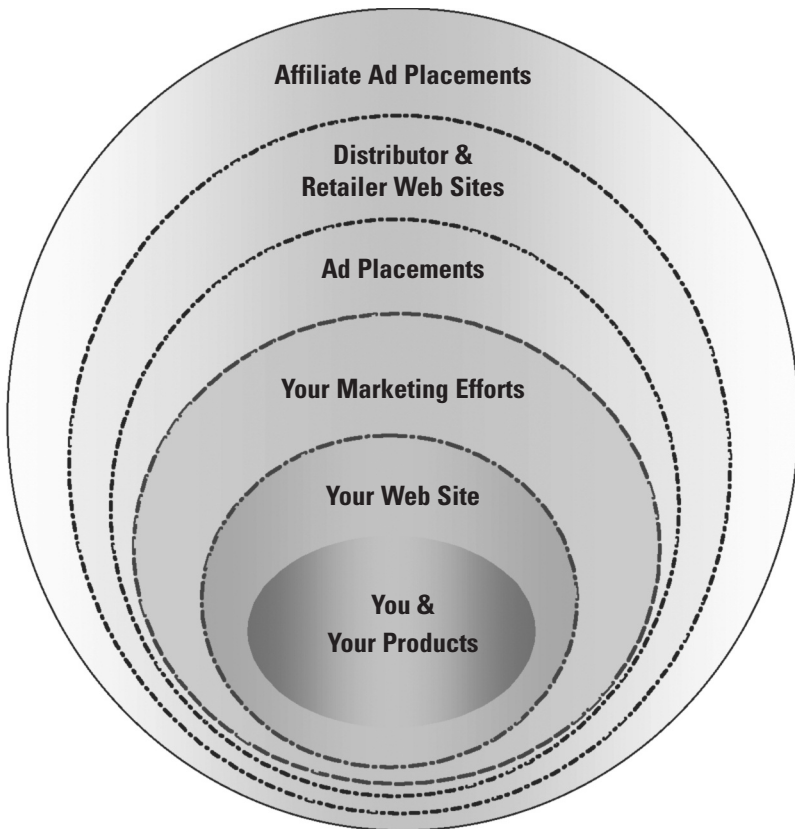 Affiliate Ad Placements
Distributor &
Retailer Web Sites
Ad Placements
Your Marketing Efforts
Your Web Site
You &
Your Products